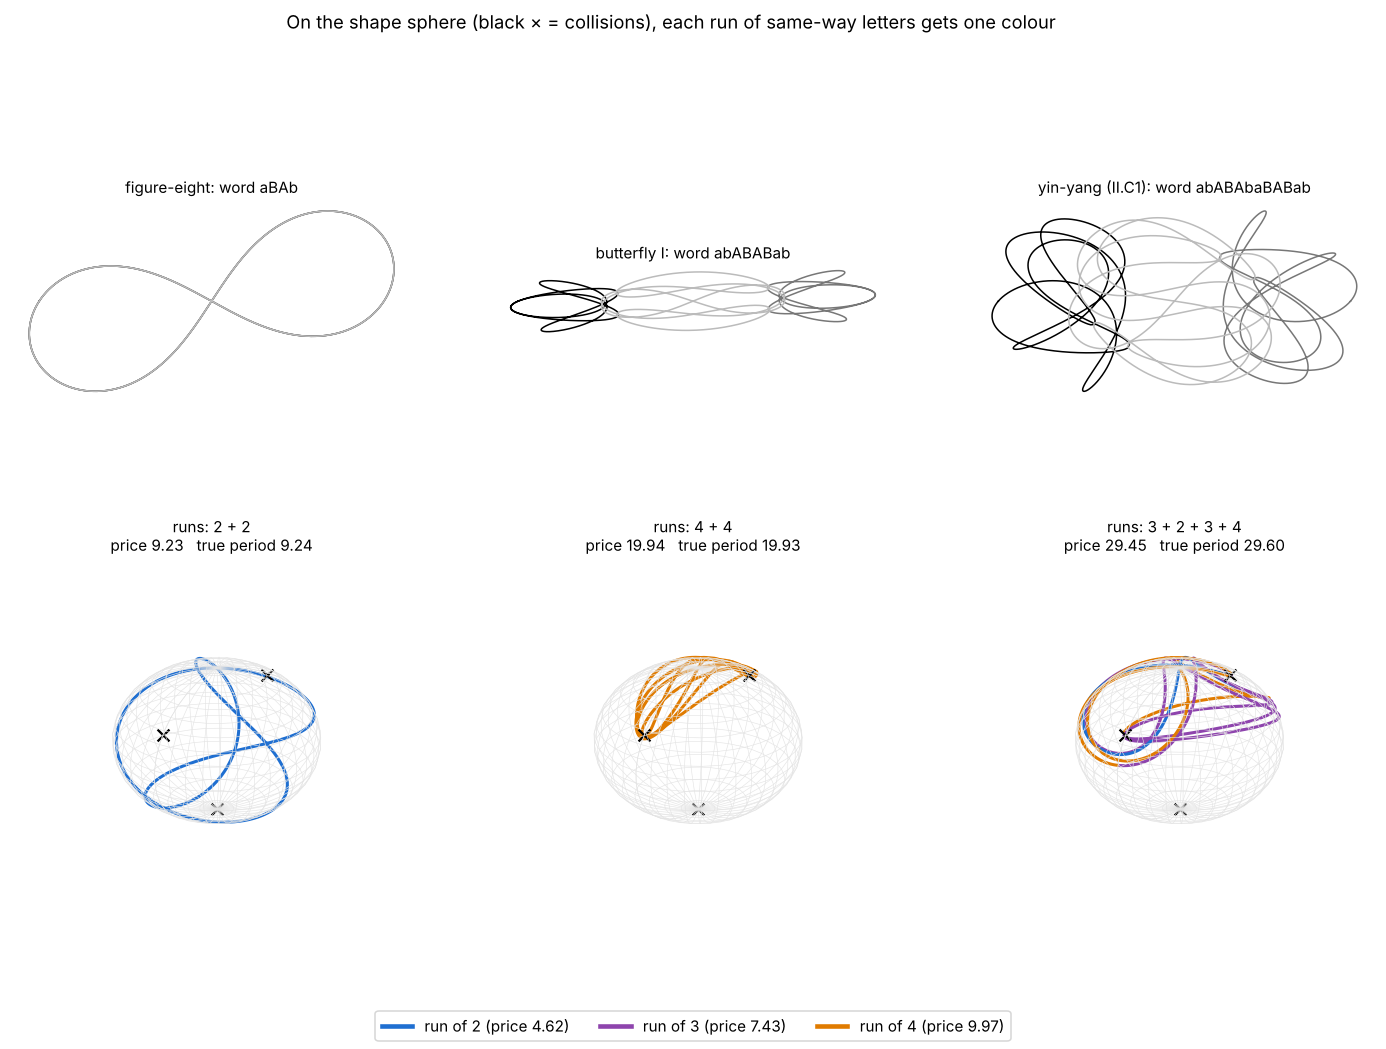 On the shape sphere (black × = collisions), each run of same-way letters gets one colour
figure-eight: word aBAb
butterfly I: word abABABab
yin-yang (II.C1): word abABAbaBABab
runs: 2 + 2
price 9.23   true period 9.24
runs: 4 + 4
price 19.94   true period 19.93
runs: 3 + 2 + 3 + 4
price 29.45   true period 29.60
run of 2 (price 4.62)
run of 3 (price 7.43)
run of 4 (price 9.97)